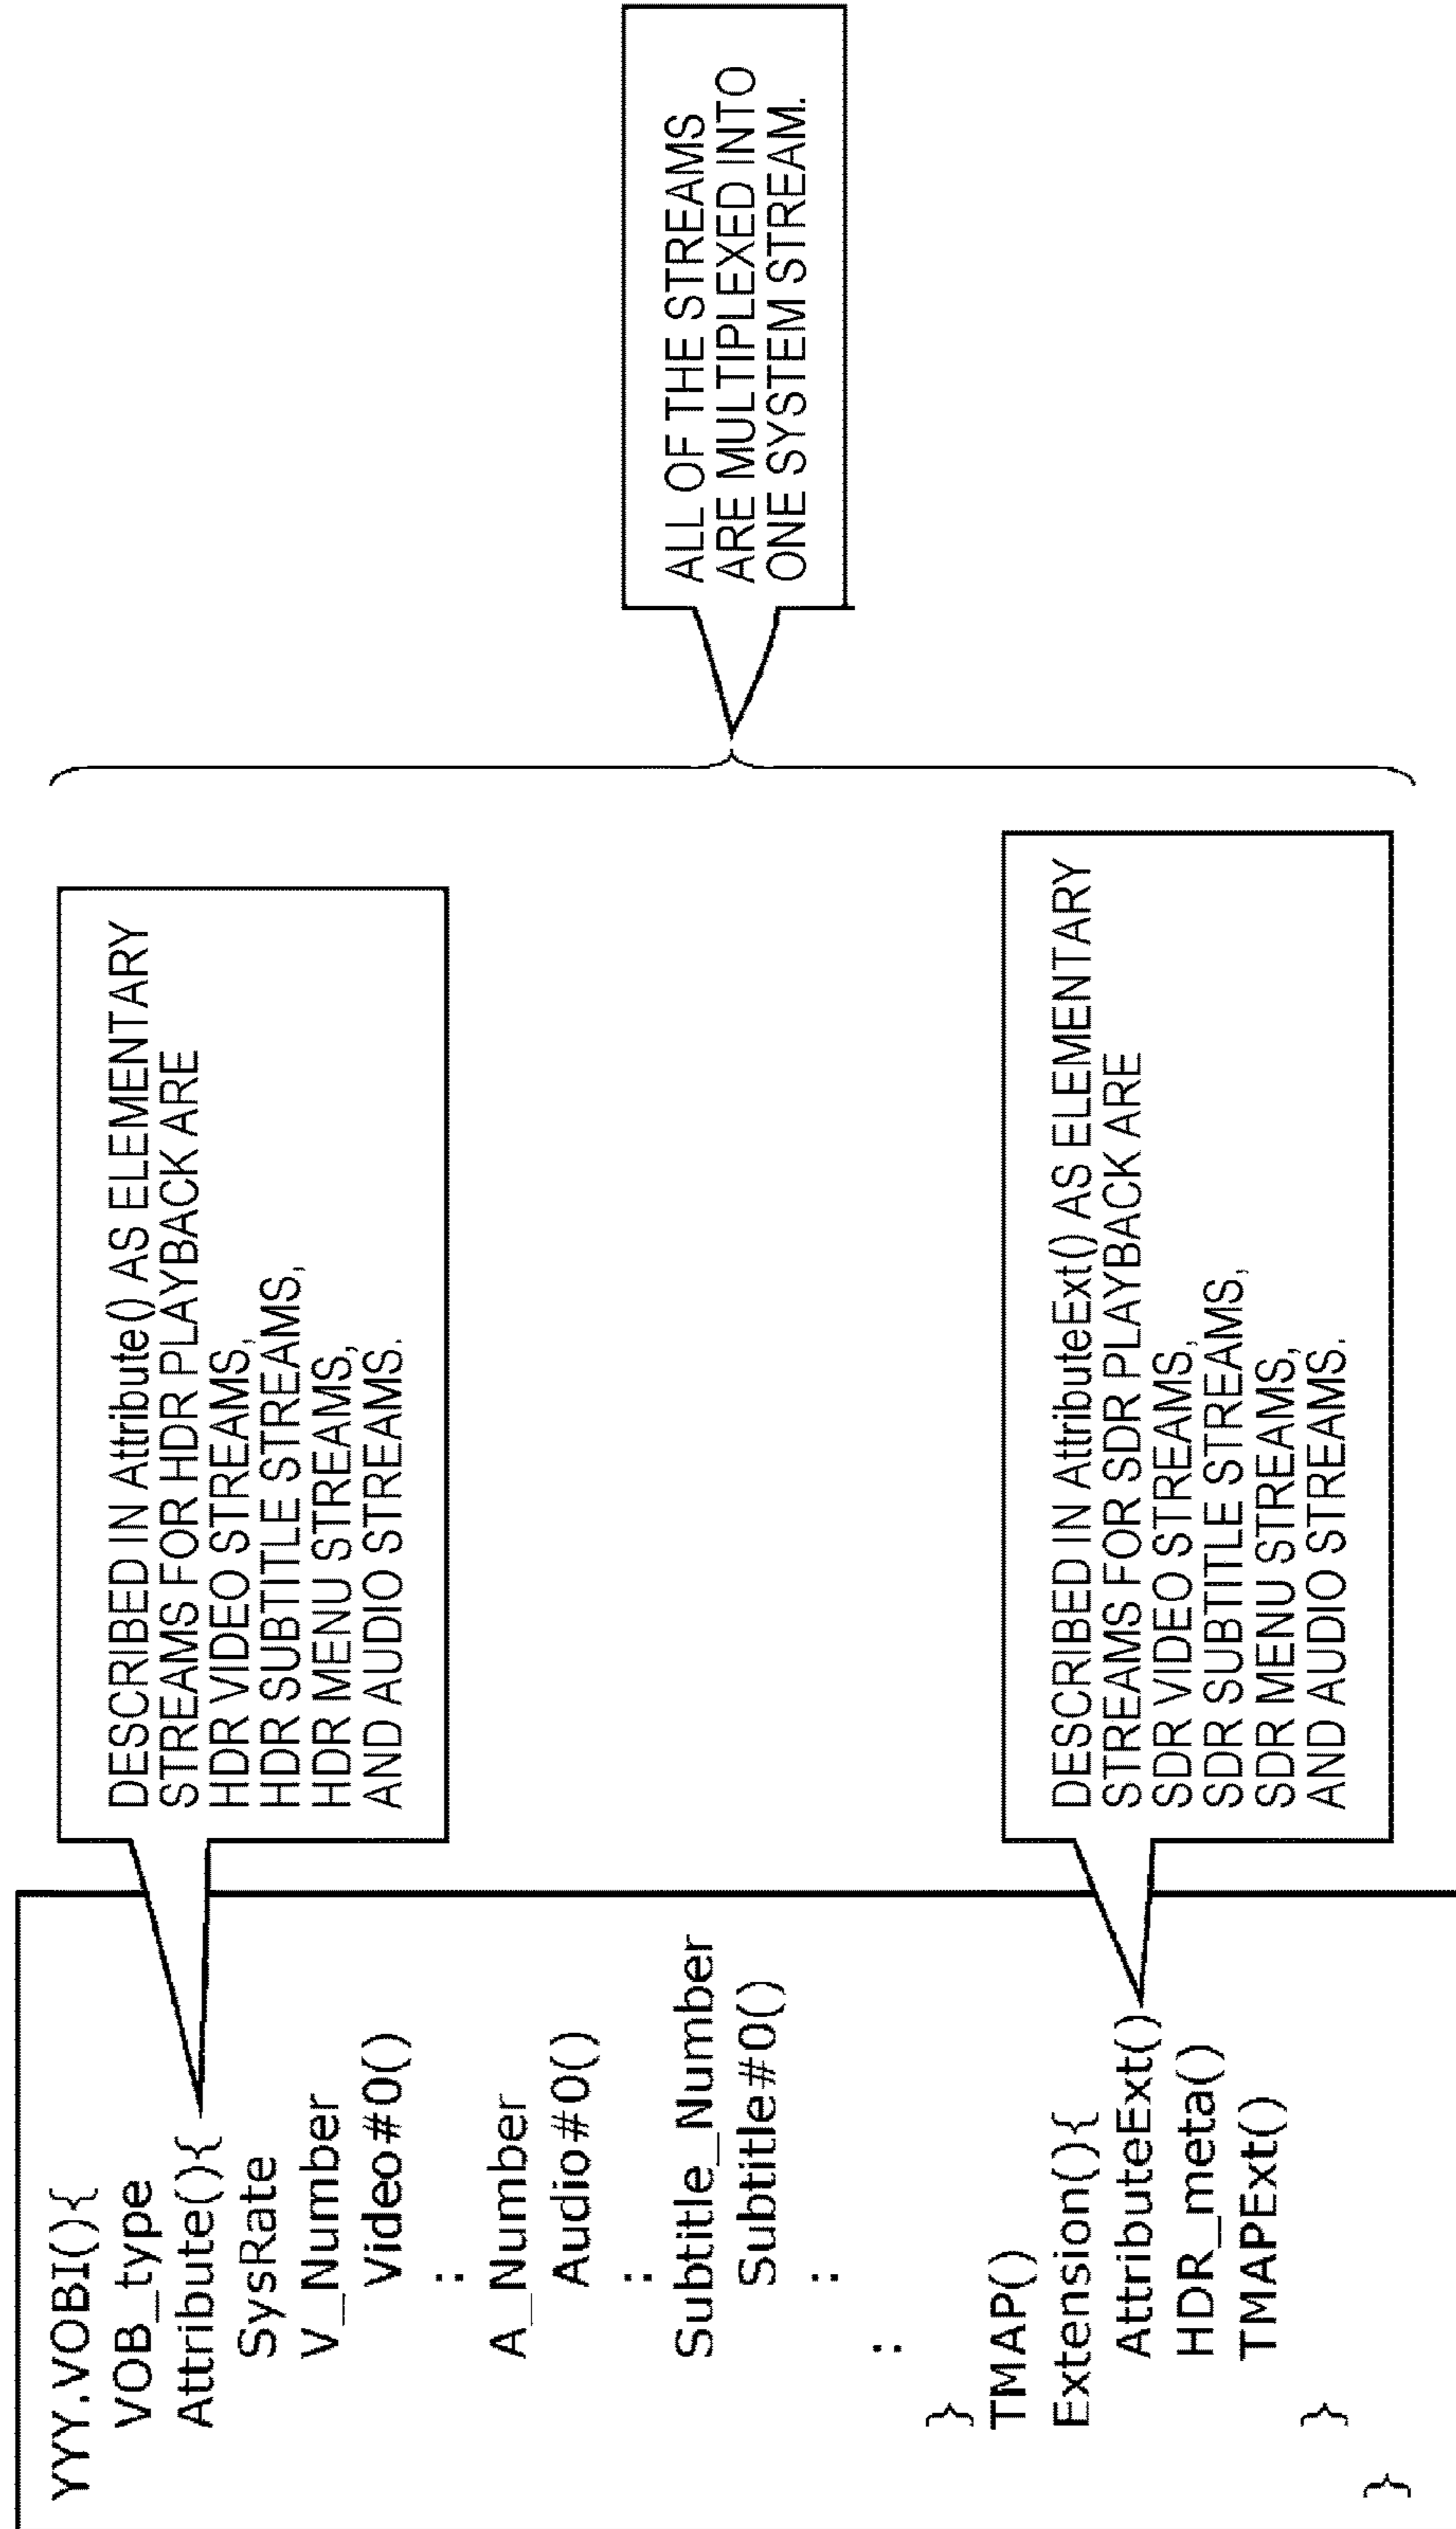 YYY.VOBI(){
VOB_type
Attribute(){
SysRate
V_Number
Video#0()
:
A_Number
Audio#0()
:
Subtitle_Number
Subtitle#0()
:
:
}
TMAP()
Extension(){
AttributeExt()
HDR_meta()
TMAPExt()
}
}
DESCRIBED IN Attribute() AS ELEMENTARY
STREAMS FOR HDR PLAYBACK ARE
HDR VIDEO STREAMS,
HDR SUBTITLE STREAMS,
HDR MENU STREAMS,
AND AUDIO STREAMS.
DESCRIBED IN AttributeExt() AS ELEMENTARY
STREAMS FOR SDR PLAYBACK ARE
SDR VIDEO STREAMS,
SDR SUBTITLE STREAMS,
SDR MENU STREAMS,
AND AUDIO STREAMS.
ALL OF THE STREAMS
ARE MULTIPLEXED INTO
ONE SYSTEM STREAM.